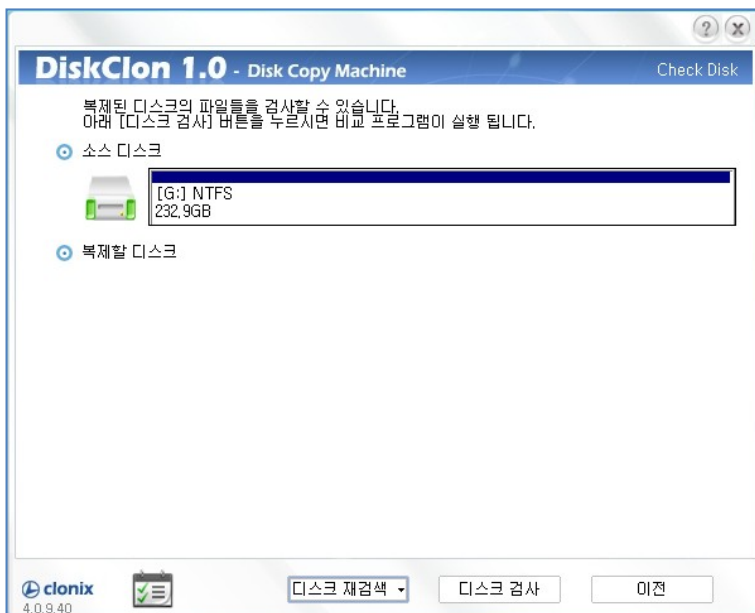 DiskClon 1.0 - Disk Copy Machine
Check Disk
복제된 디스크의 파일들을 검사할 수 있습니다.
아래 [디스크 검사] 버튼을 누르시면 비교 프로그램이 실행 됩니다.
소스 디스크
[G:] NTFS
232.9GB
복제할 디스크
clonix
4.0.9.40
디스크 재검색
디스크 검사
이전